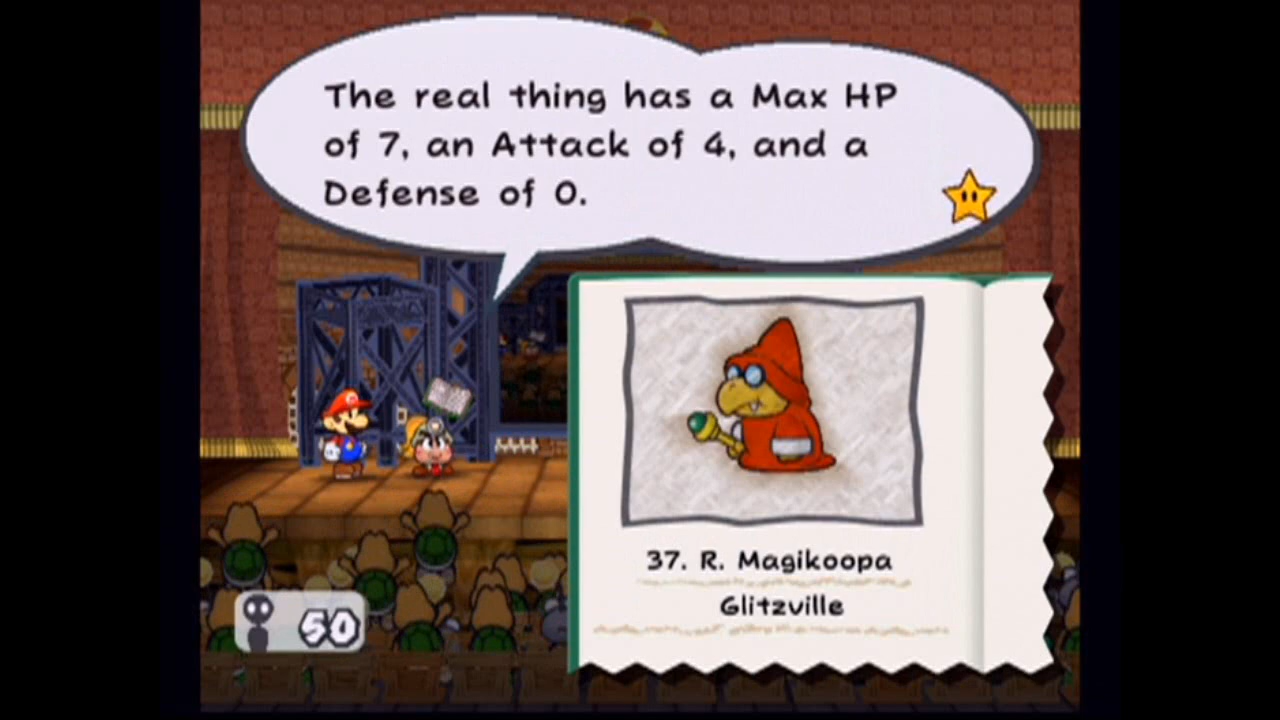 The real thing has a Max HP
of 7, an Attack of 4, and a
Defense of 0.
37. R. Magikoopa
Glitzville
50